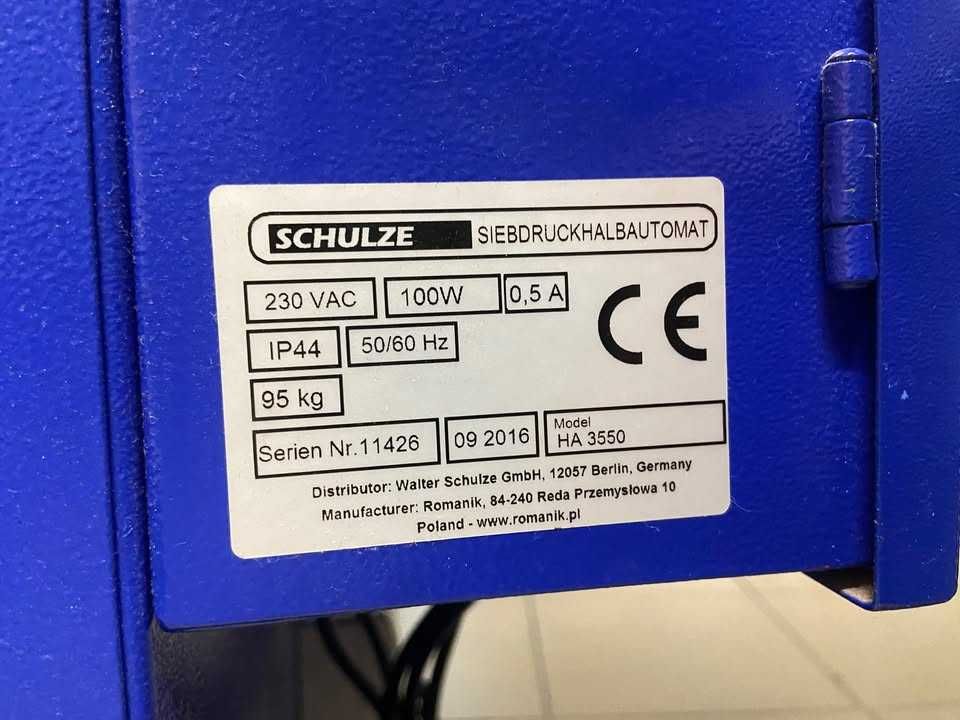 SCHULZE SIEBDRUCKHALBAUTOMAT
230 VAC 100W 0,5 A
IP44 50/60 Hz
95 kg
CE
Serien Nr.11426 09 2016 Model HA 3550
Distributor: Walter Schulze GmbH, 12057 Berlin, Germany
Manufacturer: Romanik, 84-240 Reda Przemysłowa 10
Poland - www.romanik.pl